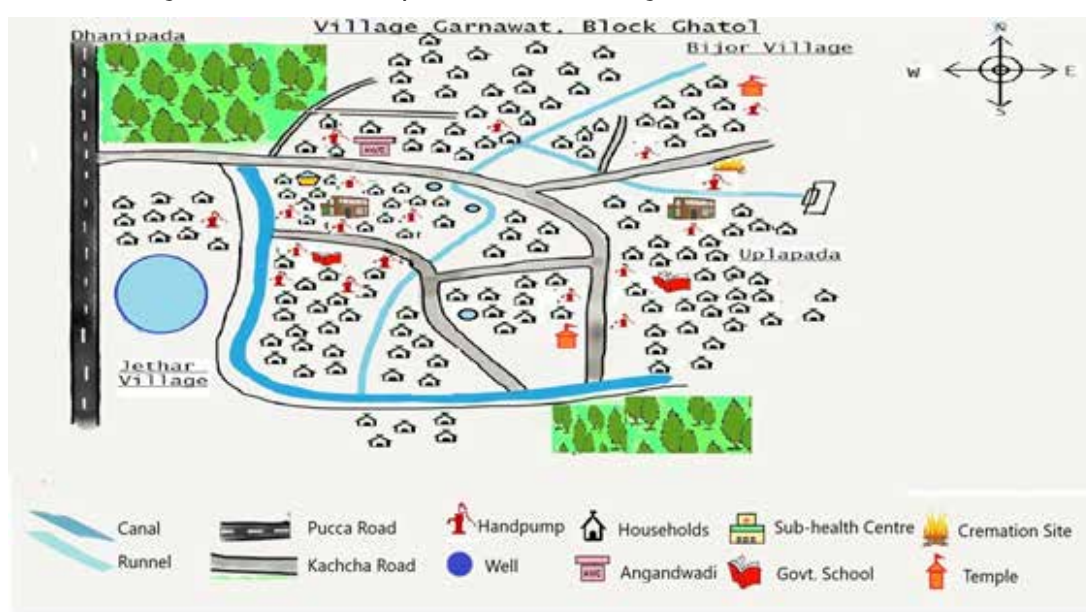 Village Garnawat, Block Ghatol
Dhanipada
Bijor Village
N
W
E
S
AWC
Uplapada
Jethar
Village
Canal
Pucca Road
Handpump
Households
Sub-health Centre
Cremation Site
Runnel
Kachcha Road
Well
AWC
Angandwadi
Govt. School
Temple